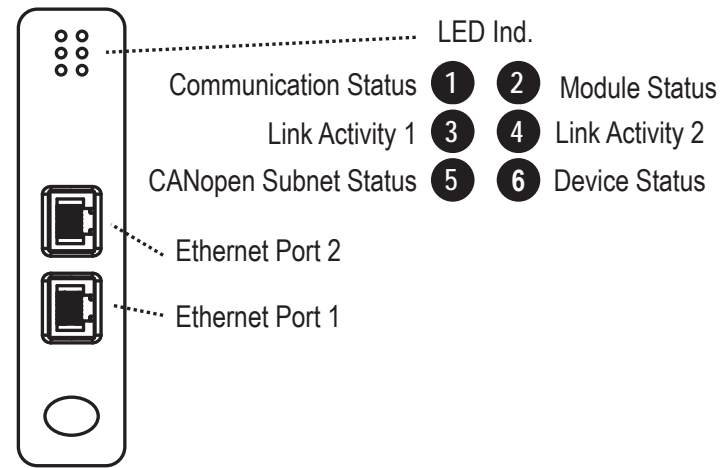 LED Ind.
Communication Status 1 2 Module Status
Link Activity 1 3 4 Link Activity 2
CANopen Subnet Status 5 6 Device Status
Ethernet Port 2
Ethernet Port 1